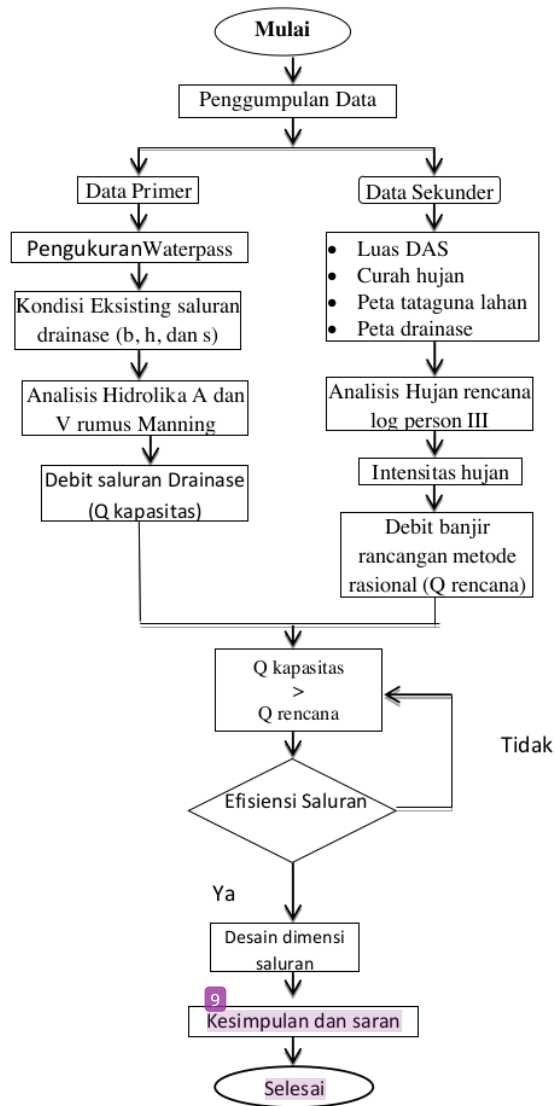 Mulai
Penggumpulan Data
Data Primer
PengukuranWaterpass
Kondisi Eksisting saluran
drainase (b, h, dan s)
Analisis Hidrolika A dan
V rumus Manning
Debit saluran Drainase
(Q kapasitas)
Data Sekunder
• Luas DAS
• Curah hujan
• Peta tataguna lahan
• Peta drainase
Analisis Hujan rencana
log person III
Intensitas hujan
Debit banjir
rancangan metode
rasional (Q rencana)
Q kapasitas
>
Q rencana
Tidak
Efisiensi Saluran
Ya
Desain dimensi
saluran
9
Kesimpulan dan saran
Selesai